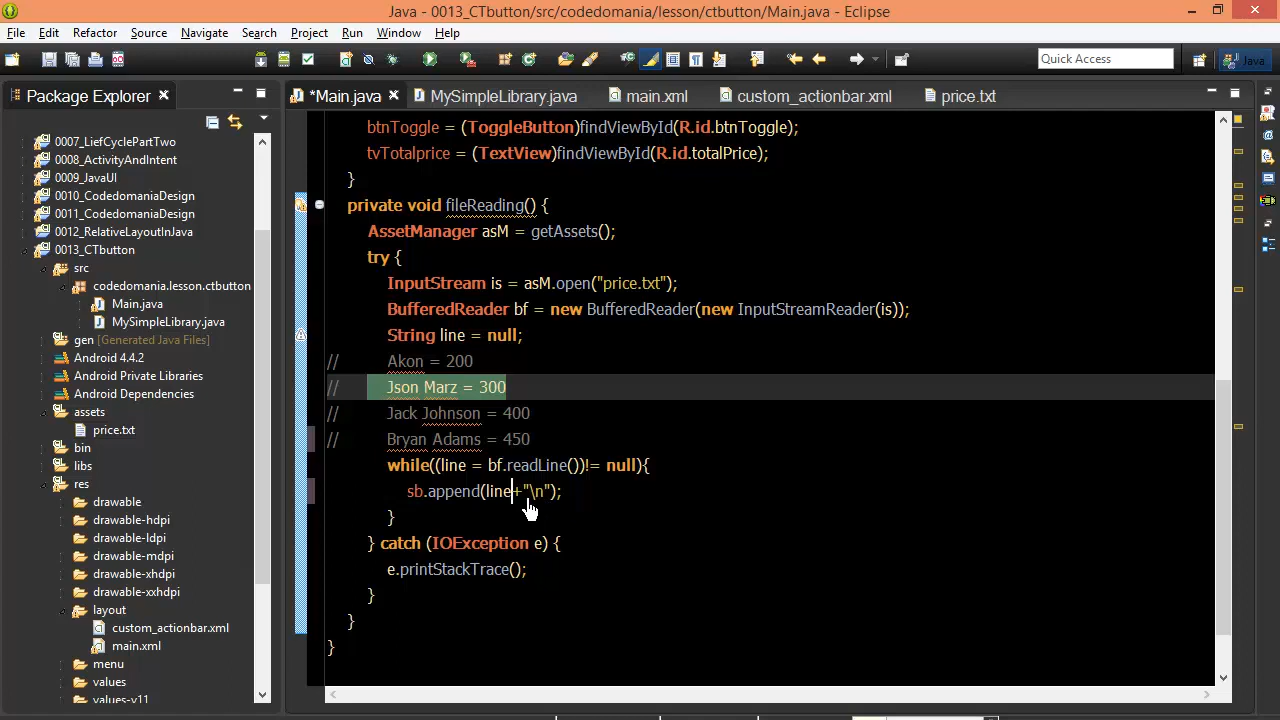 Java - 0013_CTbutton/src/codedomania/lesson/ctbutton/Main.java - Eclipse
File Edit Refactor Source Navigate Search Project Run Window Help
Quick Access
Java
Package Explorer
*Main.java MySimpleLibrary.java main.xml custom_actionbar.xml price.txt
0007_LiefCyclePartTwo
0008_ActivityAndIntent
0009_JavaUI
0010_CodedomaniaDesign
0011_CodedomaniaDesign
0012_RelativeLayoutInJava
0013_CTbutton
src
codedomania.lesson.ctbutton
Main.java
MySimpleLibrary.java
gen [Generated Java Files]
Android 4.4.2
Android Private Libraries
Android Dependencies
assets
price.txt
bin
libs
res
drawable
drawable-hdpi
drawable-ldpi
drawable-mdpi
drawable-xhdpi
drawable-xxhdpi
layout
custom_actionbar.xml
main.xml
menu
values
values-v11
btnToggle = (ToggleButton)findViewById(R.id.btnToggle);
tvTotalprice = (TextView)findViewById(R.id.totalPrice);
}
private void fileReading() {
AssetManager asM = getAssets();
try {
InputStream is = asM.open("price.txt");
BufferedReader bf = new BufferedReader(new InputStreamReader(is));
String line = null;
// Akon = 200
// Json Marz = 300
// Jack Johnson = 400
// Bryan Adams = 450
while((line = bf.readLine())!= null){
sb.append(line+"\n");
}
} catch (IOException e) {
e.printStackTrace();
}
}
}